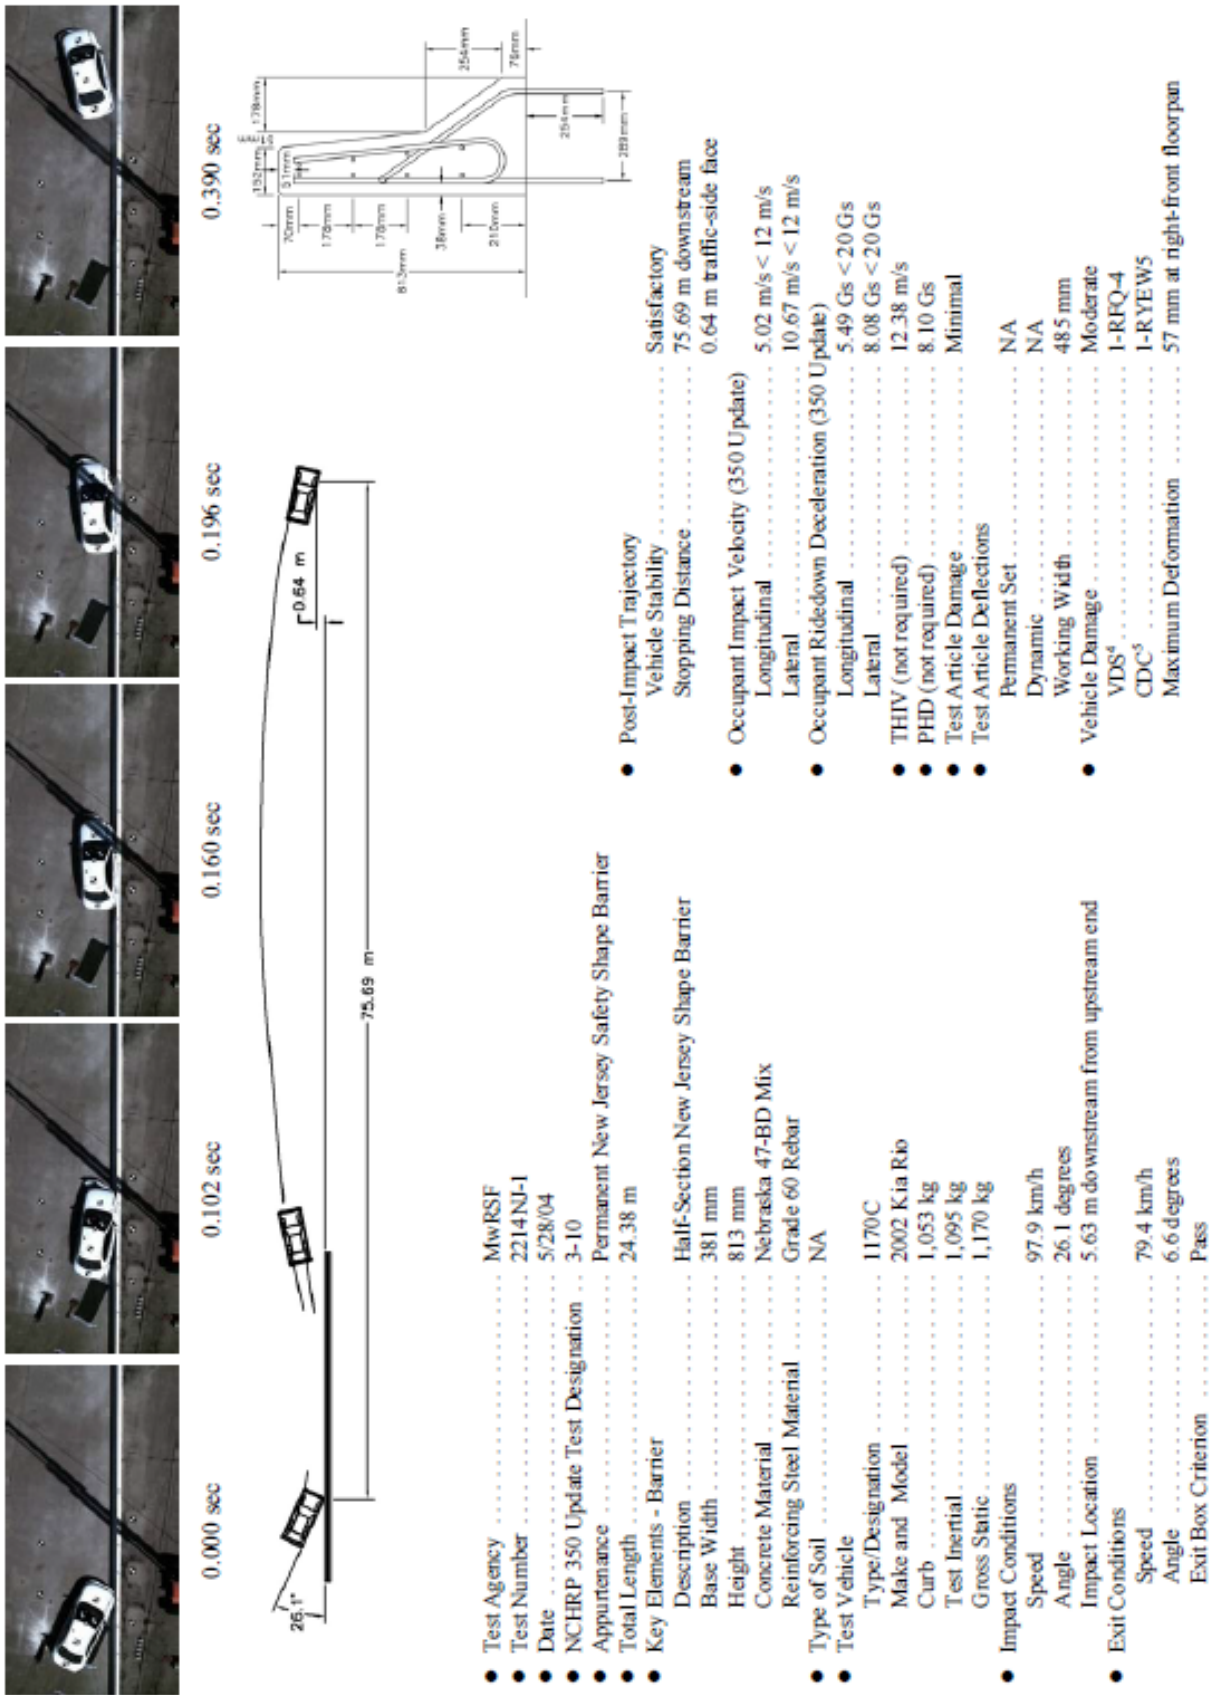 0.000 sec
0.102 sec
0.160 sec
0.196 sec
0.390 sec
26.1°
0.64 m
75.69 m
813mm
70mm
178mm
178mm
38mm
210mm
152mm
51mm
178mm
254mm
76mm
254mm
289mm
● Test Agency MwRSF
● Test Number 2214NJ-1
● Date 5/28/04
● NCHRP 350 Update Test Designation 3-10
● Appurtenance Permanent New Jersey Safety Shape Barrier
● Total Length 24.38 m
● Key Elements - Barrier
Description Half-Section New Jersey Shape Barrier
Base Width 381 mm
Height 813 mm
Concrete Material Nebraska 47-BD Mix
Reinforcing Steel Material Grade 60 Rebar
● Type of Soil NA
● Test Vehicle
Type/Designation 1170C
Make and Model 2002 Kia Rio
Curb 1,053 kg
Test Inertial 1,095 kg
Gross Static 1,170 kg
● Impact Conditions
Speed 97.9 km/h
Angle 26.1 degrees
Impact Location 5.63 m downstream from upstream end
● Exit Conditions
Speed 79.4 km/h
Angle 6.6 degrees
Exit Box Criterion Pass
● Post-Impact Trajectory
Vehicle Stability Satisfactory
Stopping Distance 75.69 m downstream
0.64 m traffic-side face
● Occupant Impact Velocity (350 Update)
Longitudinal 5.02 m/s < 12 m/s
Lateral 10.67 m/s < 12 m/s
● Occupant Ridedown Deceleration (350 Update)
Longitudinal 5.49 Gs < 20 Gs
Lateral 8.08 Gs < 20 Gs
● THIV (not required) 12.38 m/s
● PHD (not required) 8.10 Gs
● Test Article Damage Minimal
● Test Article Deflections
Permanent Set NA
Dynamic NA
Working Width 485 mm
● Vehicle Damage Moderate
VDS⁴ 1-RFQ-4
CDC⁵ 1-RYEW5
Maximum Deformation 57 mm at right-front floorpan